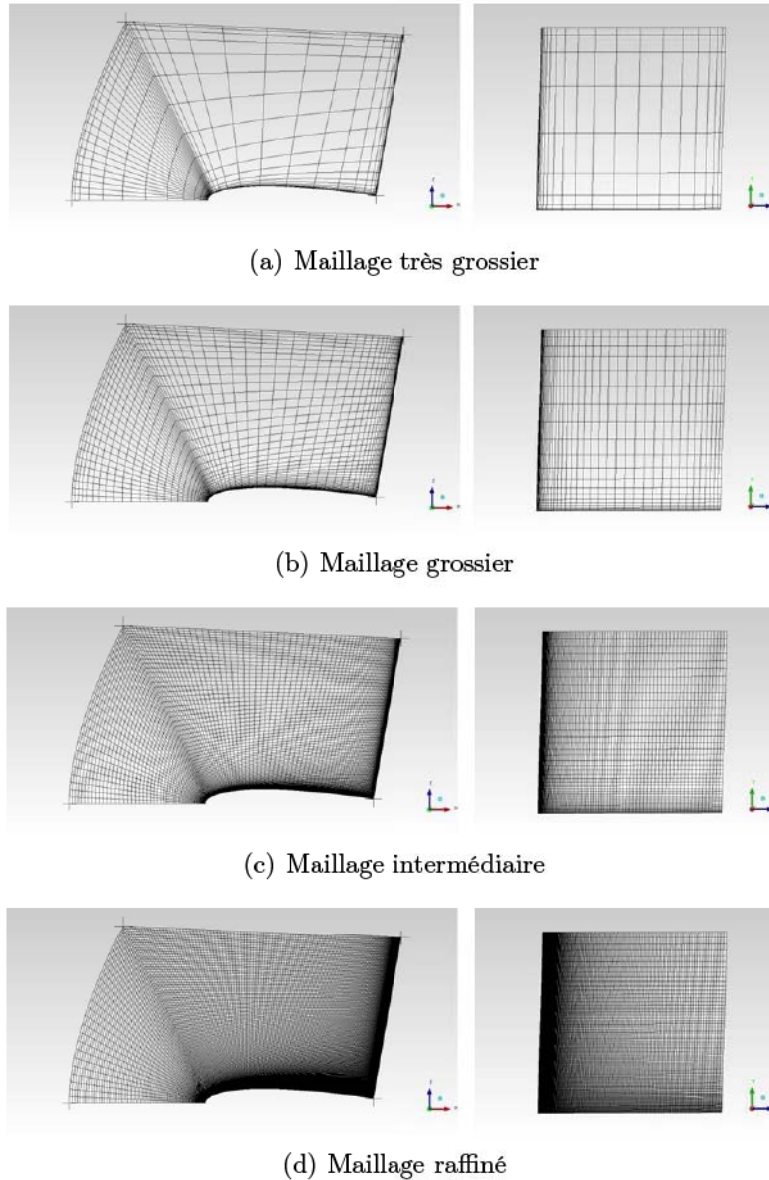 (a) Maillage très grossier
(b) Maillage grossier
(c) Maillage intermédiaire
(d) Maillage raffiné